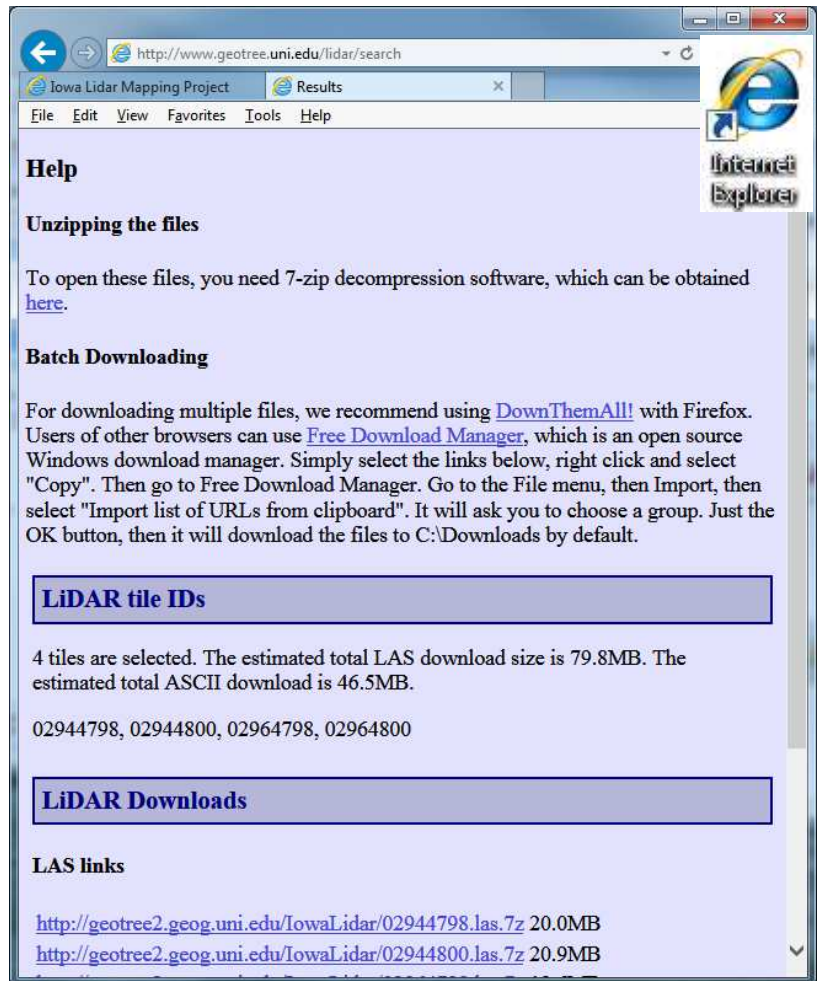 http://www.geotree.uni.edu/lidar/search
Iowa Lidar Mapping Project Results
File Edit View Favorites Tools Help
Internet
Explorer
Help
Unzipping the files
To open these files, you need 7-zip decompression software, which can be obtained
here.
Batch Downloading
For downloading multiple files, we recommend using DownThemAll! with Firefox.
Users of other browsers can use Free Download Manager, which is an open source
Windows download manager. Simply select the links below, right click and select
"Copy". Then go to Free Download Manager. Go to the File menu, then Import, then
select "Import list of URLs from clipboard". It will ask you to choose a group. Just the
OK button, then it will download the files to C:\Downloads by default.
LiDAR tile IDs
4 tiles are selected. The estimated total LAS download size is 79.8MB. The
estimated total ASCII download is 46.5MB.
02944798, 02944800, 02964798, 02964800
LiDAR Downloads
LAS links
http://geotree2.geog.uni.edu/IowaLidar/02944798.las.7z 20.0MB
http://geotree2.geog.uni.edu/IowaLidar/02944800.las.7z 20.9MB